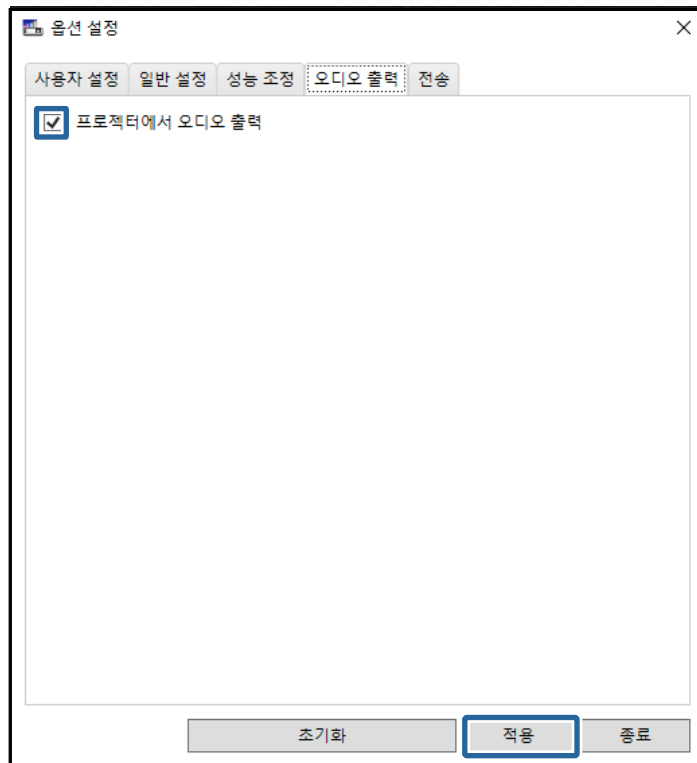 옵션 설정
사용자 설정 일반 설정 성능 조정 오디오 출력 전송
프로젝터에서 오디오 출력
초기화 적용 종료